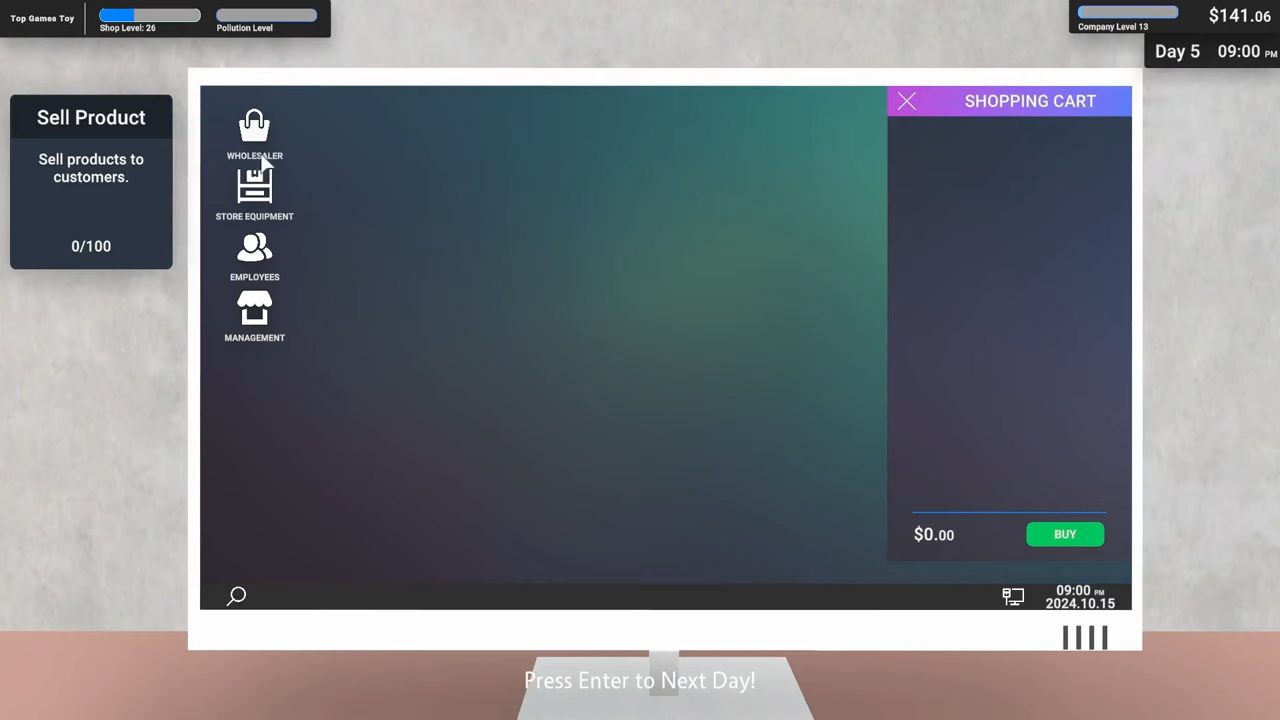 Top Games Toy
Shop Level: 26
Pollution Level
Company Level 13
$141.06
Day 5 09:00 PM
Sell Product
Sell products to
customers.
0/100
WHOLESALER
STORE EQUIPMENT
EMPLOYEES
MANAGEMENT
SHOPPING CART
$0.00
BUY
09:00 PM
2024.10.15
Press Enter to Next Day!